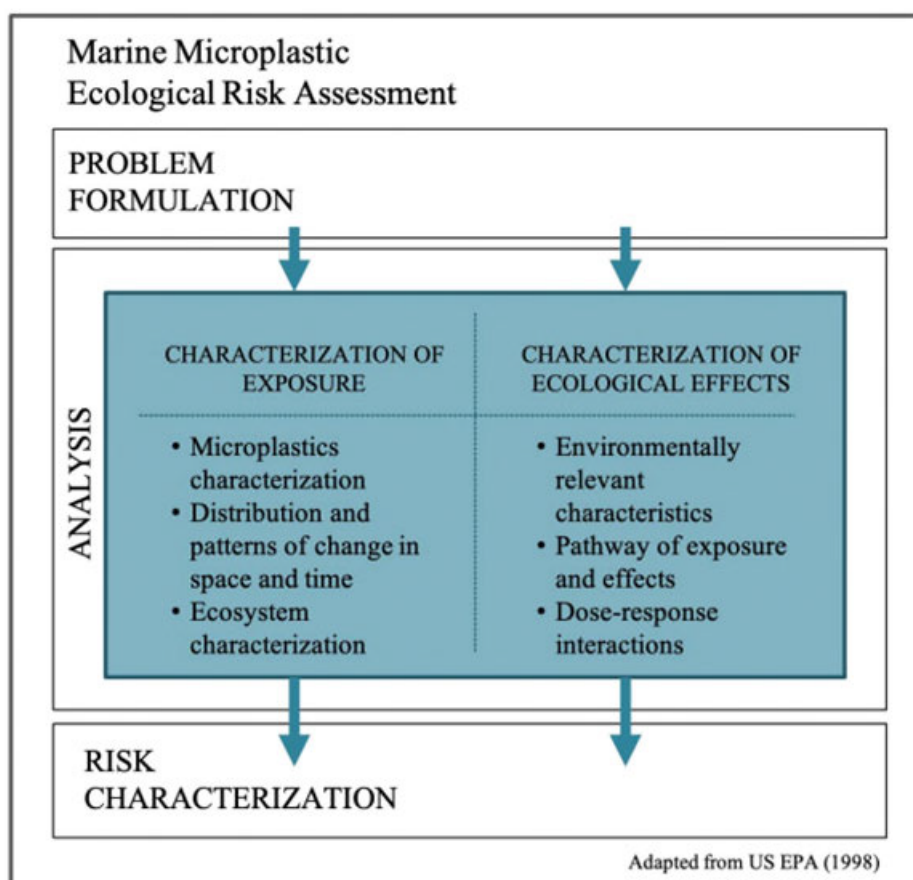 Marine Microplastic
Ecological Risk Assessment
PROBLEM
FORMULATION
ANALYSIS
CHARACTERIZATION OF
EXPOSURE
• Microplastics
characterization
• Distribution and
patterns of change in
space and time
• Ecosystem
characterization
CHARACTERIZATION OF
ECOLOGICAL EFFECTS
• Environmentally
relevant
characteristics
• Pathway of exposure
and effects
• Dose-response
interactions
RISK
CHARACTERIZATION
Adapted from US EPA (1998)